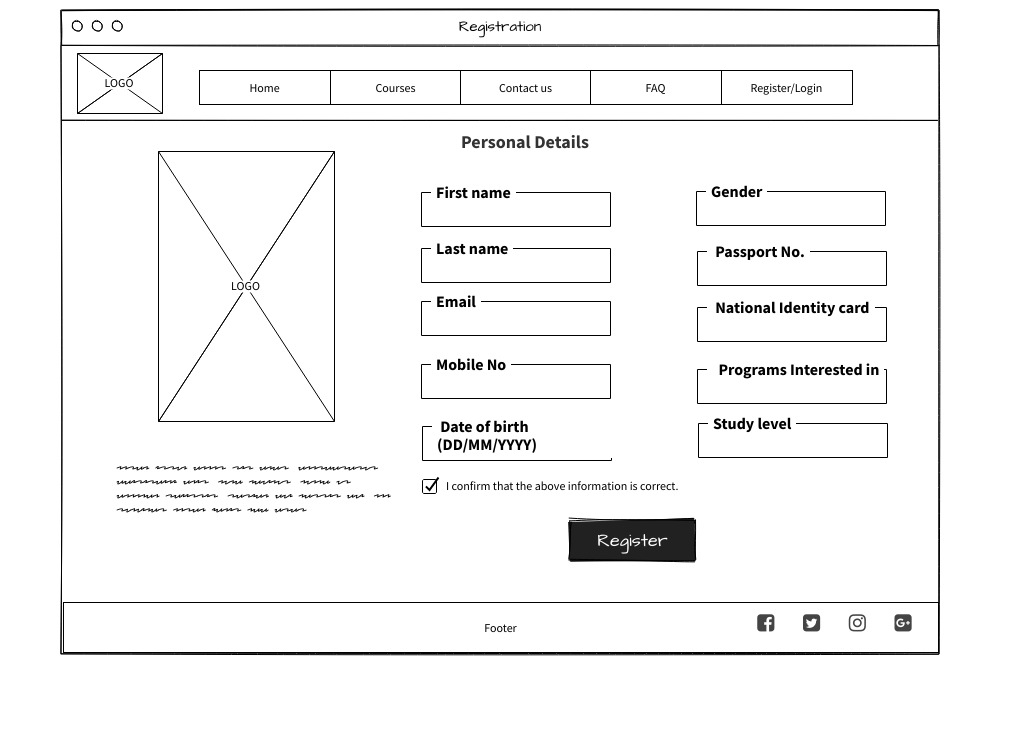 Registration
LOGO
Home
Courses
Contact us
FAQ
Register/Login
Personal Details
LOGO
First name
Gender
Last name
Passport No.
Email
National Identity card
Mobile No
Programs Interested in
Date of birth
(DD/MM/YYYY)
Study level
I confirm that the above information is correct.
Register
Footer